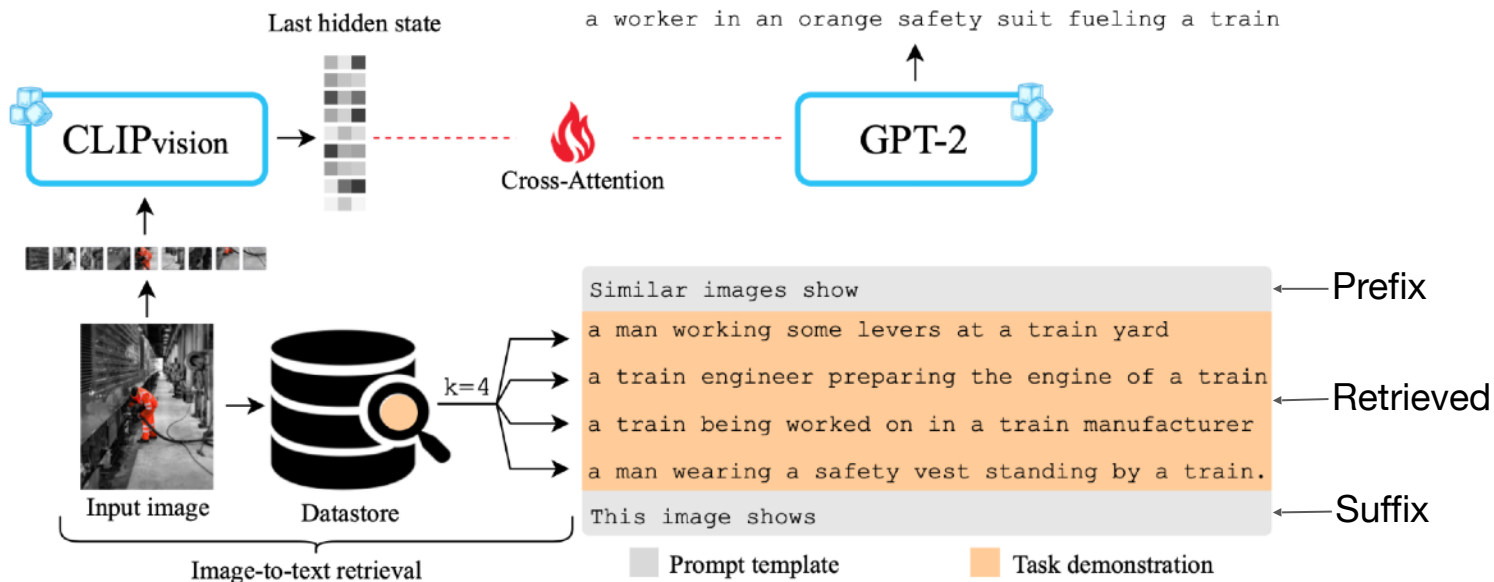 Last hidden state
a worker in an orange safety suit fueling a train
CLIPvision
GPT-2
Cross-Attention
Similar images show
Prefix
a man working some levers at a train yard
k=4
a train engineer preparing the engine of a train
Retrieved
a train being worked on in a train manufacturer
a man wearing a safety vest standing by a train.
Input image
Datastore
This image shows
Suffix
Prompt template
Task demonstration
Image-to-text retrieval